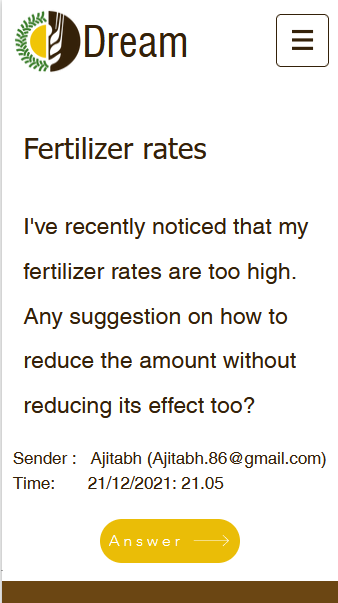 Dream
Fertilizer rates
I've recently noticed that my
fertilizer rates are too high.
Any suggestion on how to
reduce the amount without
reducing its effect too?
Sender : Ajitabh (Ajitabh.86@gmail.com)
Time: 21/12/2021: 21.05
Answer